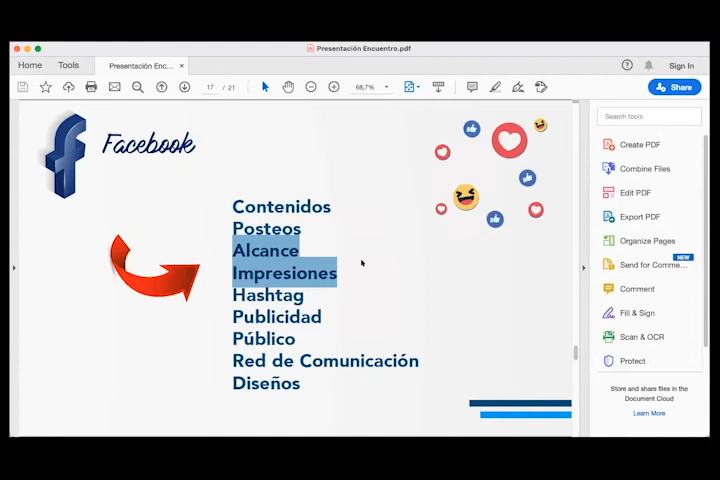 Presentación Encuentro.pdf
Home Tools Presentación Encu... × Sign In
17 / 21 68,7% Share
Facebook
Contenidos
Posteos
Alcance
Impresiones
Hashtag
Publicidad
Público
Red de Comunicación
Diseños
Search tools
Create PDF
Combine Files
Edit PDF
Export PDF
Organize Pages
NEW
Send for Comme...
Comment
Fill & Sign
Scan & OCR
Protect
Store and share files in the
Document Cloud
Learn More